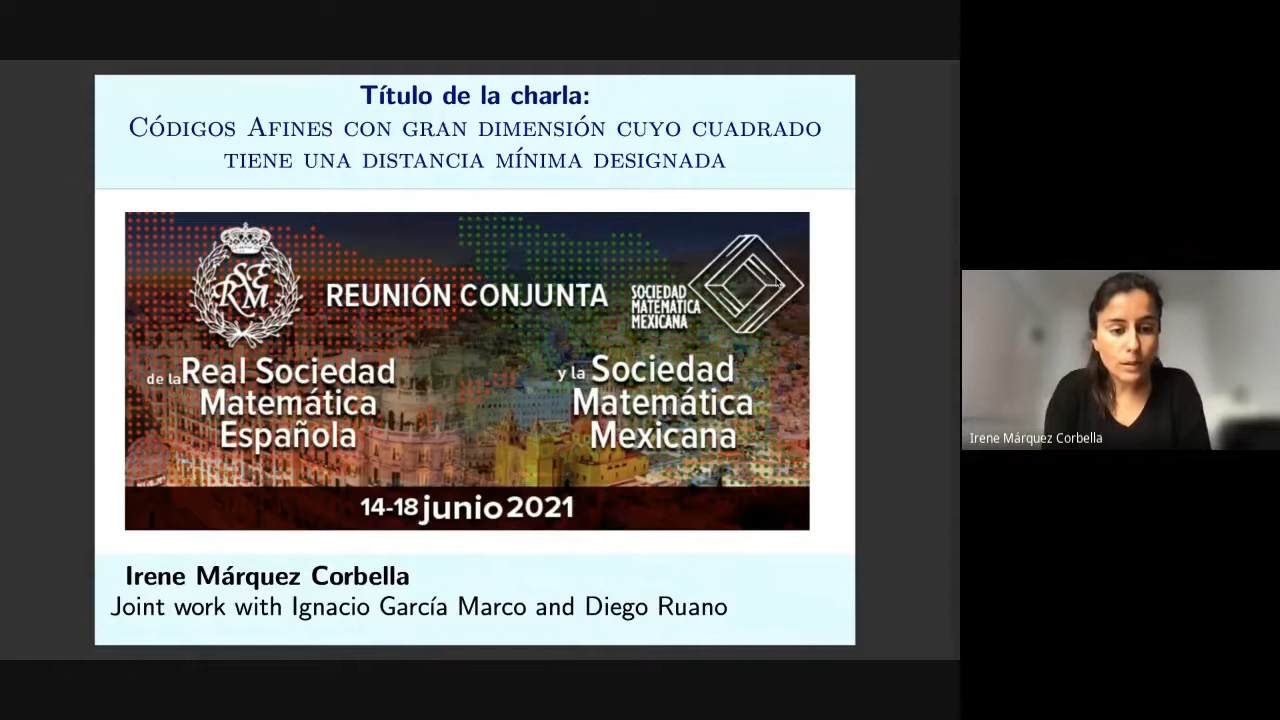 Título de la charla:
Códigos Afines con gran dimensión cuyo cuadrado
tiene una distancia mínima designada
RSME
REUNIÓN CONJUNTA
SOCIEDAD
MATEMÁTICA
MEXICANA
de la Real Sociedad
Matemática
Española
y la Sociedad
Matemática
Mexicana
14-18 junio 2021
Irene Márquez Corbella
Joint work with Ignacio García Marco and Diego Ruano
Irene Márquez Corbella